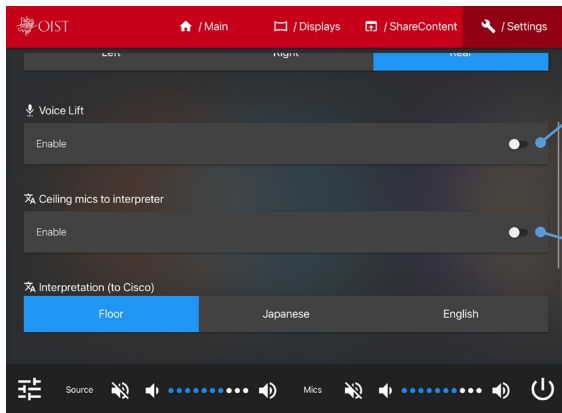 OIST
/ Main
/ Displays
/ ShareContent
/ Settings
Left
Right
Rear
Voice Lift
Enable
Ceiling mics to interpreter
Enable
Interpretation (to Cisco)
Floor
Japanese
English
Source
Mics